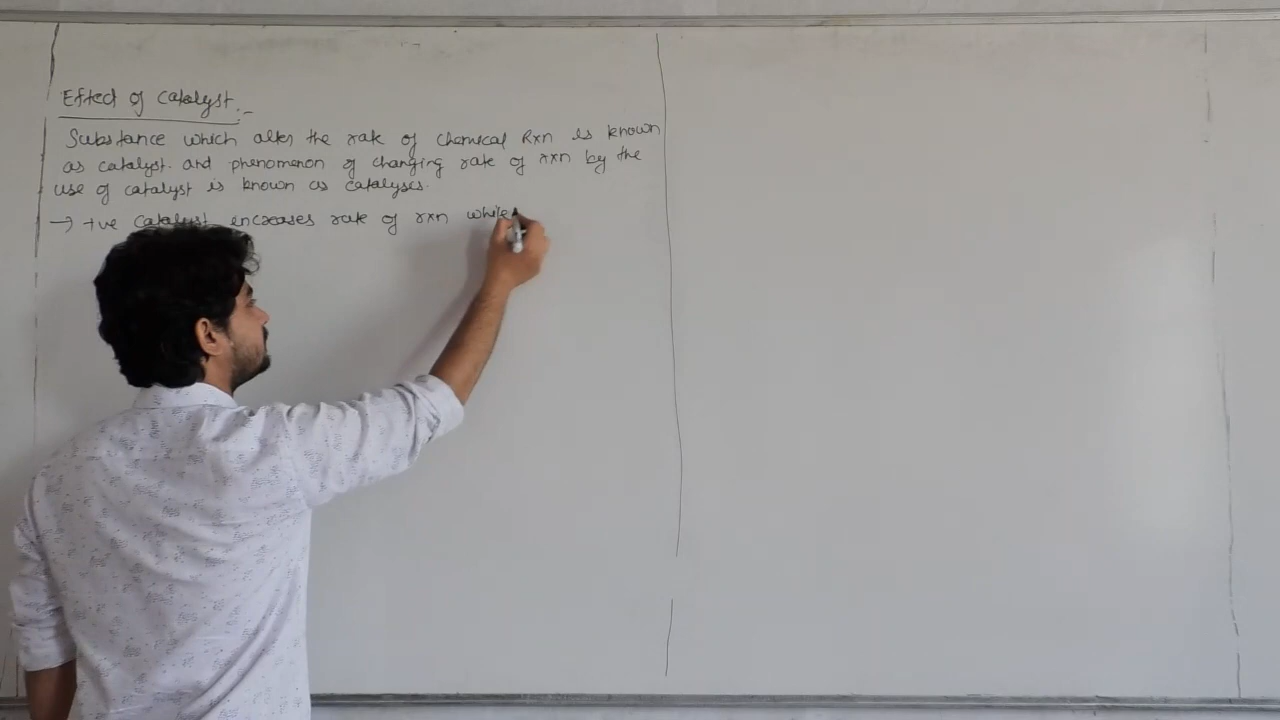 Effect of catalyst :-
Substance which alter the rate of chemical Rxn is known
as catalyst. and phenomenon of changing rate of rxn by the
use of catalyst is known as catalyses.
→ +ve catalyst increases rate of rxn while